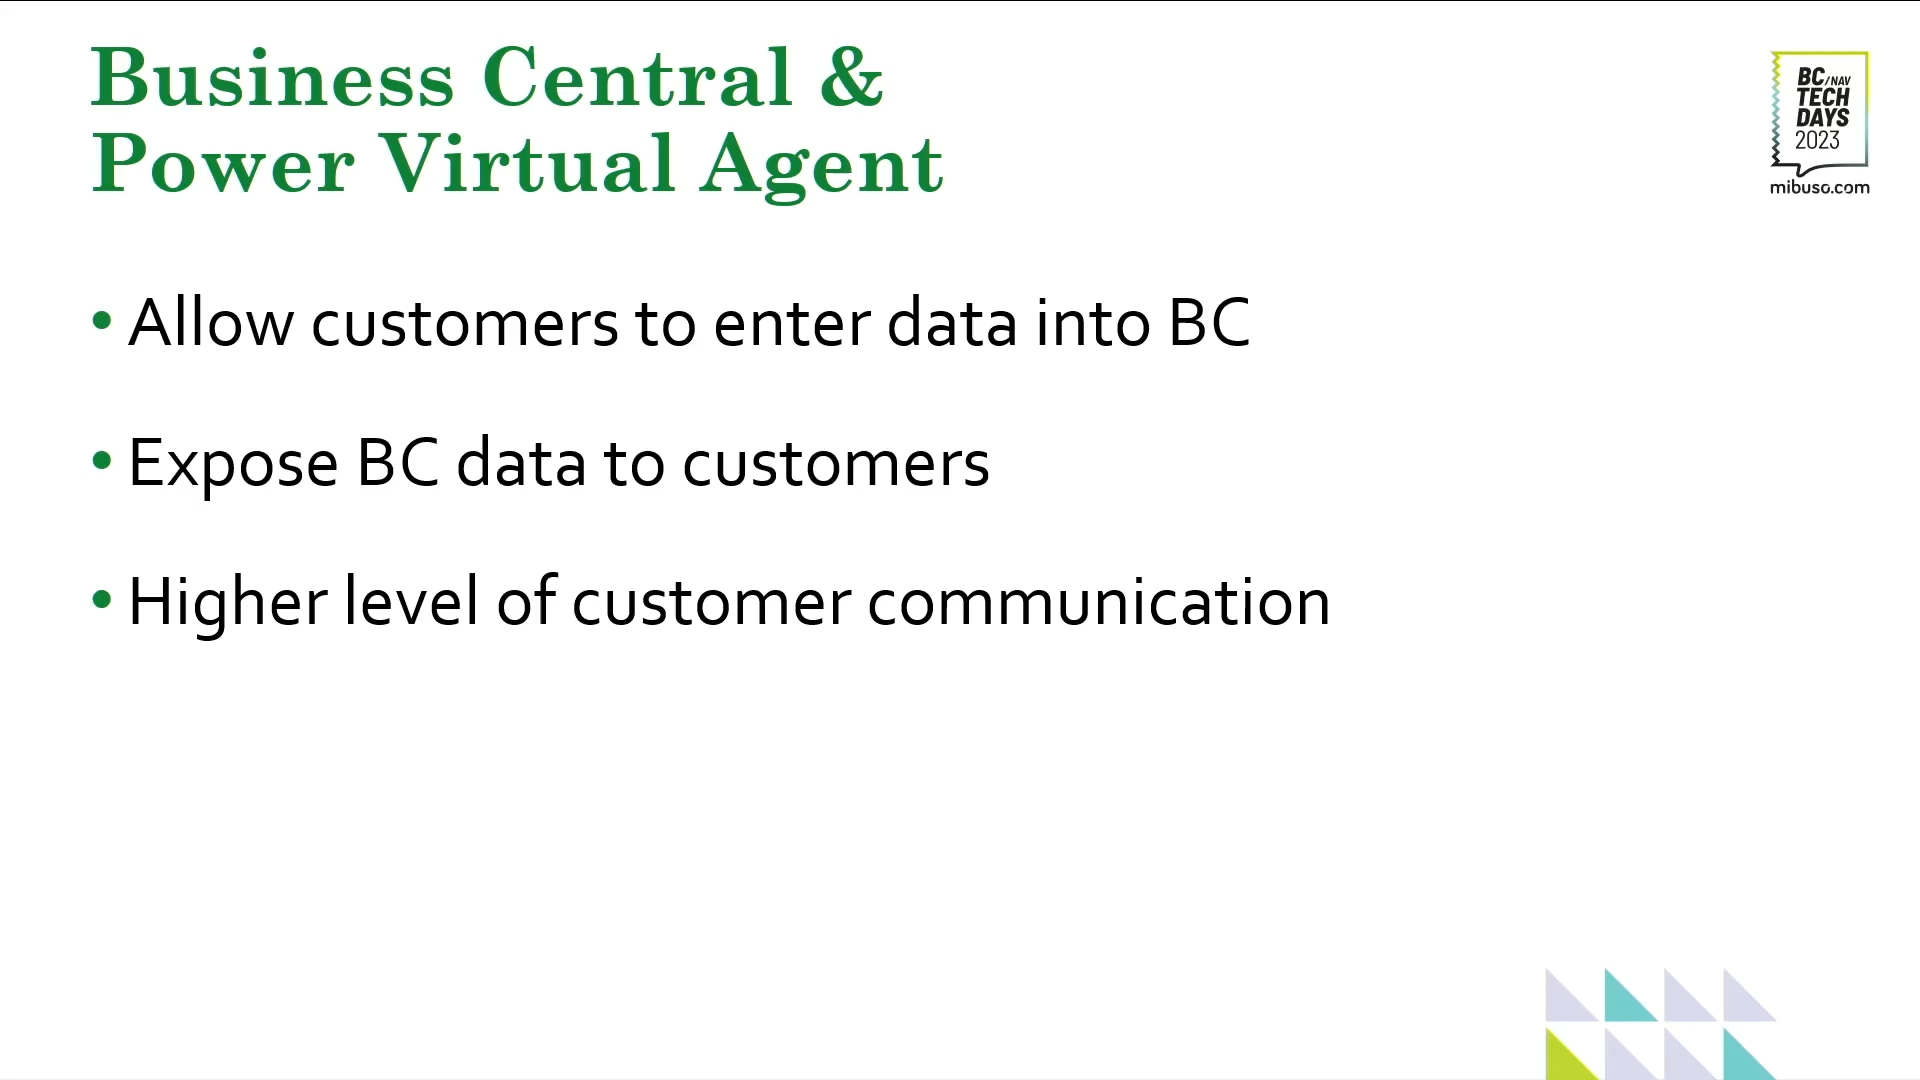 Business Central &
Power Virtual Agent
BC/NAV
TECH
DAYS
2023
mibuso.com
• Allow customers to enter data into BC
• Expose BC data to customers
• Higher level of customer communication